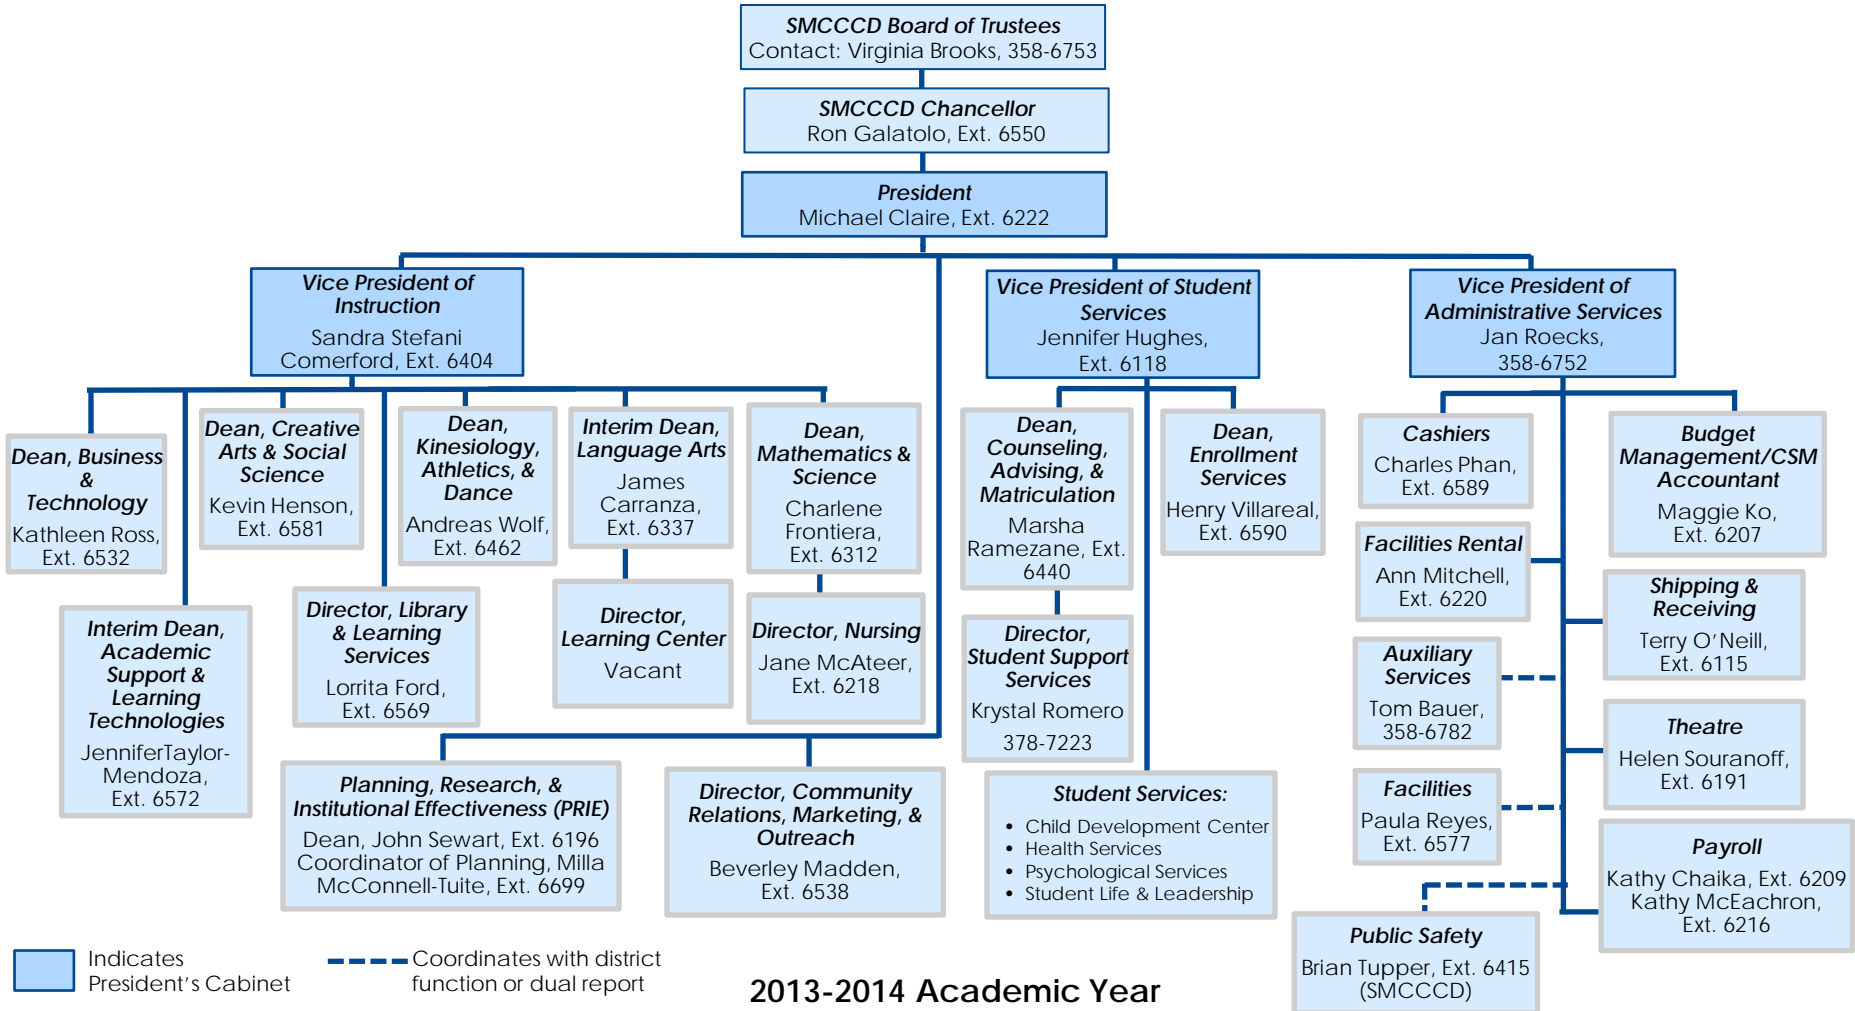 SMCCCD Board of Trustees
Contact: Virginia Brooks, 358-6753
SMCCCD Chancellor
Ron Galatolo, Ext. 6550
President
Michael Claire, Ext. 6222
Vice President of
Instruction
Sandra Stefani
Comerford, Ext. 6404
Vice President of Student
Services
Jennifer Hughes,
Ext. 6118
Vice President of
Administrative Services
Jan Roecks,
358-6752
Dean, Business
&
Technology
Kathleen Ross,
Ext. 6532
Dean, Creative
Arts & Social
Science
Kevin Henson,
Ext. 6581
Dean,
Kinesiology,
Athletics, &
Dance
Andreas Wolf,
Ext. 6462
Interim Dean,
Language Arts
James
Carranza,
Ext. 6337
Dean,
Mathematics &
Science
Charlene
Frontiera,
Ext. 6312
Dean,
Counseling,
Advising, &
Matriculation
Marsha
Ramezane, Ext.
6440
Dean,
Enrollment
Services
Henry Villareal,
Ext. 6590
Cashiers
Charles Phan,
Ext. 6589
Budget
Management/CSM
Accountant
Maggie Ko,
Ext. 6207
Facilities Rental
Ann Mitchell,
Ext. 6220
Shipping &
Receiving
Terry O'Neill,
Ext. 6115
Interim Dean,
Academic
Support &
Learning
Technologies
JenniferTaylor-
Mendoza,
Ext. 6572
Director, Library
& Learning
Services
Lorrita Ford,
Ext. 6569
Director,
Learning Center
Vacant
Director, Nursing
Jane McAteer,
Ext. 6218
Director,
Student Support
Services
Krystal Romero
378-7223
Auxiliary
Services
Tom Bauer,
358-6782
Theatre
Helen Souranoff,
Ext. 6191
Planning, Research, &
Institutional Effectiveness (PRIE)
Dean, John Sewart, Ext. 6196
Coordinator of Planning, Milla
McConnell-Tuite, Ext. 6699
Director, Community
Relations, Marketing, &
Outreach
Beverley Madden,
Ext. 6538
Student Services:
• Child Development Center
• Health Services
• Psychological Services
• Student Life & Leadership
Facilities
Paula Reyes,
Ext. 6577
Payroll
Kathy Chaika, Ext. 6209
Kathy McEachron,
Ext. 6216
Public Safety
Brian Tupper, Ext. 6415
(SMCCCD)
Indicates
President's Cabinet
Coordinates with district
function or dual report
2013-2014 Academic Year